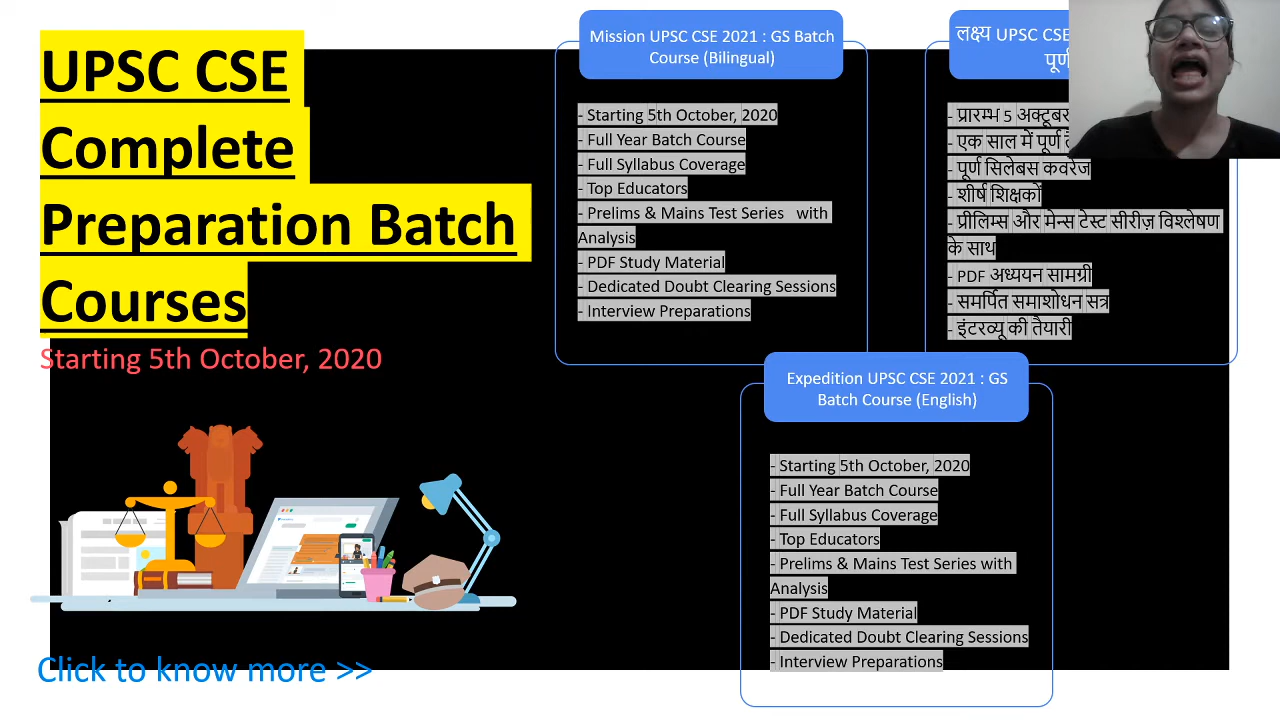 UPSC CSE
Complete
Preparation Batch
Courses
Starting 5th October, 2020
Click to know more >>
Mission UPSC CSE 2021 : GS Batch
Course (Bilingual)
- Starting 5th October, 2020
- Full Year Batch Course
- Full Syllabus Coverage
- Top Educators
- Prelims & Mains Test Series with
Analysis
- PDF Study Material
- Dedicated Doubt Clearing Sessions
- Interview Preparations
लक्ष्य UPSC CSE
पूर्ण
- प्रारम्भ 5 अक्टूबर
- एक साल में पूर्ण
- पूर्ण सिलेबस कवरेज
- शीर्ष शिक्षकों
- प्रीलिम्स और मेन्स टेस्ट सीरीज़ विश्लेषण
के साथ
- PDF अध्ययन सामग्री
- समर्पित समाशोधन सत्र
- इंटरव्यू की तैयारी
Expedition UPSC CSE 2021 : GS
Batch Course (English)
- Starting 5th October, 2020
- Full Year Batch Course
- Full Syllabus Coverage
- Top Educators
- Prelims & Mains Test Series with
Analysis
- PDF Study Material
- Dedicated Doubt Clearing Sessions
- Interview Preparations